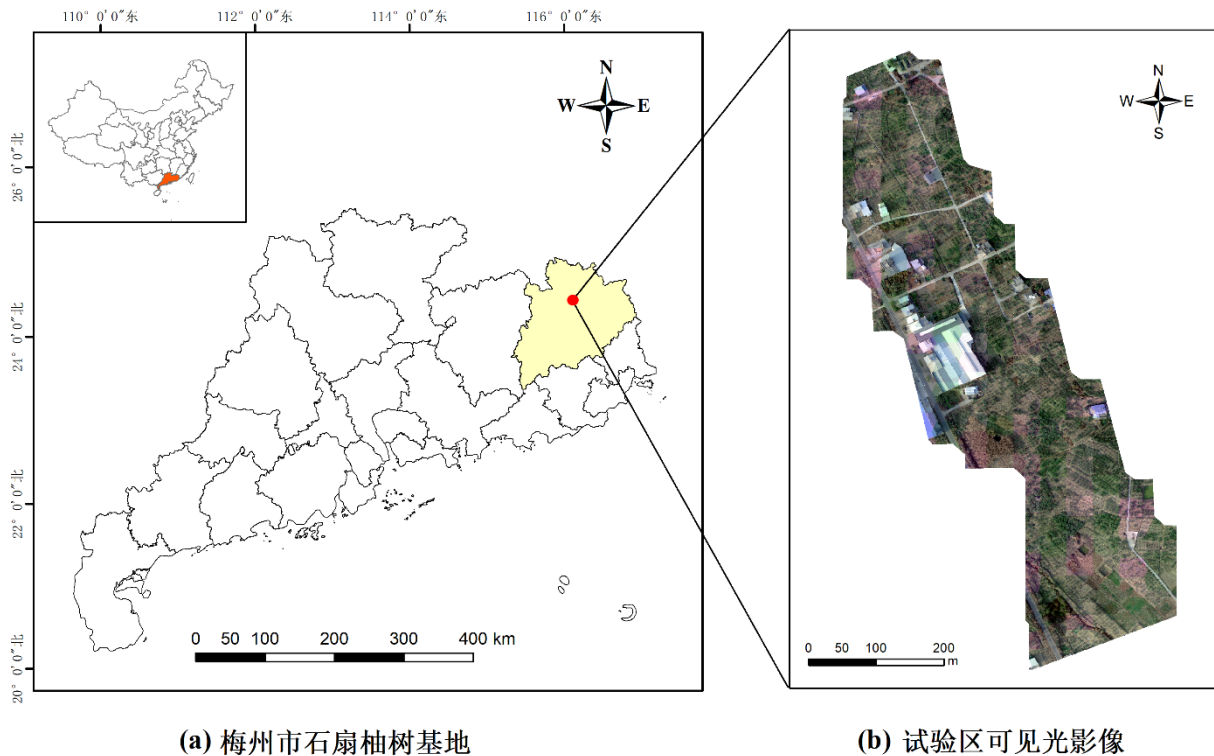 110° 0′0″东
112° 0′0″东
114° 0′0″东
116° 0′0″东
26° 0′0″北
24° 0′0″北
22° 0′0″北
20° 0′0″北
N
W
E
S
0 50 100 200 300 400 km
N
W
E
S
0 50 100 200
m
(a) 梅州市石扇柚树基地
(b) 试验区可见光影像